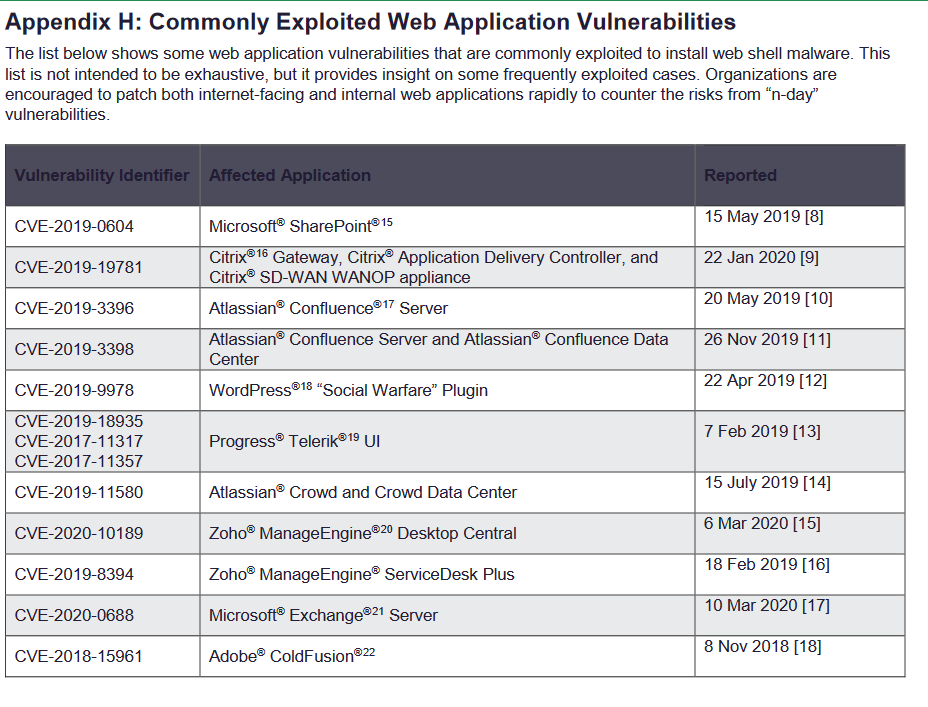 Appendix H: Commonly Exploited Web Application Vulnerabilities
The list below shows some web application vulnerabilities that are commonly exploited to install web shell malware. This
list is not intended to be exhaustive, but it provides insight on some frequently exploited cases. Organizations are
encouraged to patch both internet-facing and internal web applications rapidly to counter the risks from “n-day”
vulnerabilities.
Vulnerability Identifier Affected Application Reported
CVE-2019-0604 Microsoft® SharePoint®15 15 May 2019 [8]
CVE-2019-19781 Citrix®16 Gateway, Citrix® Application Delivery Controller, and 22 Jan 2020 [9]
Citrix® SD-WAN WANOP appliance
CVE-2019-3396 Atlassian® Confluence®17 Server 20 May 2019 [10]
CVE-2019-3398 Atlassian® Confluence Server and Atlassian® Confluence Data 26 Nov 2019 [11]
Center
CVE-2019-9978 WordPress®18 “Social Warfare” Plugin 22 Apr 2019 [12]
CVE-2019-18935
CVE-2017-11317 Progress® Telerik®19 UI 7 Feb 2019 [13]
CVE-2017-11357
CVE-2019-11580 Atlassian® Crowd and Crowd Data Center 15 July 2019 [14]
CVE-2020-10189 Zoho® ManageEngine®20 Desktop Central 6 Mar 2020 [15]
CVE-2019-8394 Zoho® ManageEngine® ServiceDesk Plus 18 Feb 2019 [16]
CVE-2020-0688 Microsoft® Exchange®21 Server 10 Mar 2020 [17]
CVE-2018-15961 Adobe® ColdFusion®22 8 Nov 2018 [18]